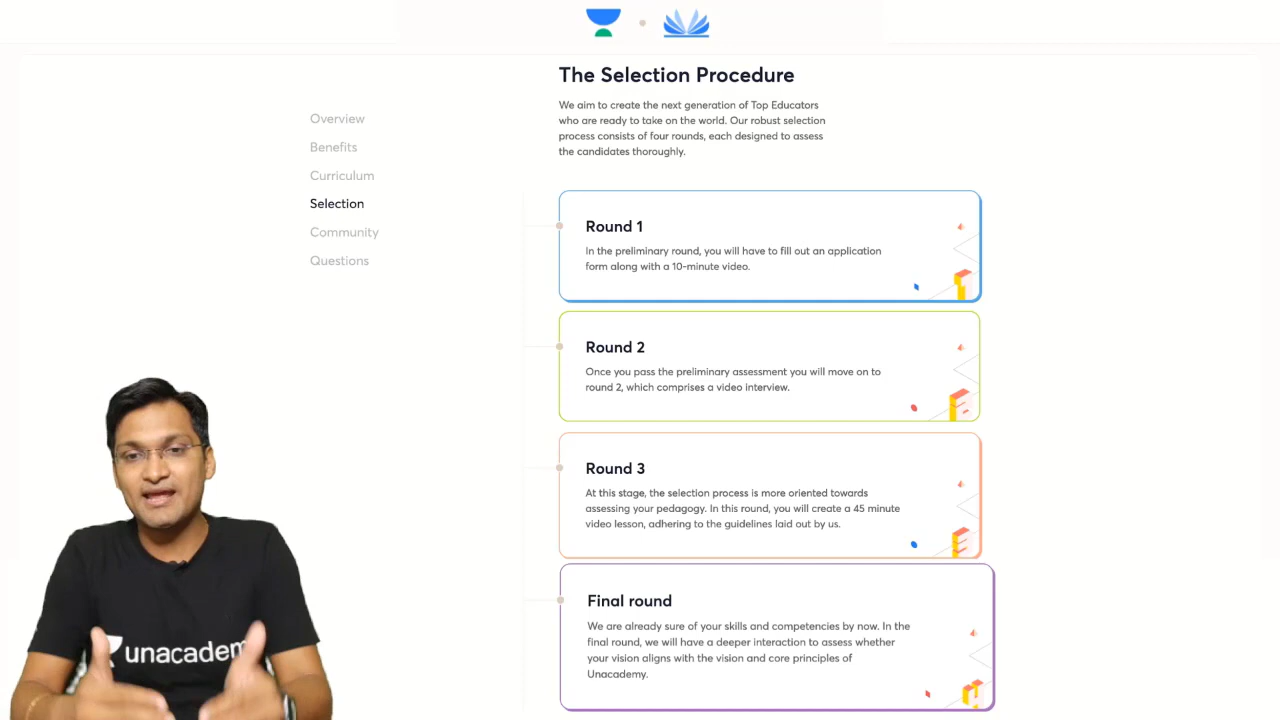 The Selection Procedure
We aim to create the next generation of Top Educators
who are ready to take on the world. Our robust selection
process consists of four rounds, each designed to assess
the candidates thoroughly.
Overview
Benefits
Curriculum
Selection
Community
Questions
Round 1
In the preliminary round, you will have to fill out an application
form along with a 10-minute video.
Round 2
Once you pass the preliminary assessment you will move on to
round 2, which comprises a video interview.
Round 3
At this stage, the selection process is more oriented towards
assessing your pedagogy. In this round, you will create a 45 minute
video lesson, adhering to the guidelines laid out by us.
Final round
We are already sure of your skills and competencies by now. In the
final round, we will have a deeper interaction to assess whether
your vision aligns with the vision and core principles of
Unacademy.
unacadem